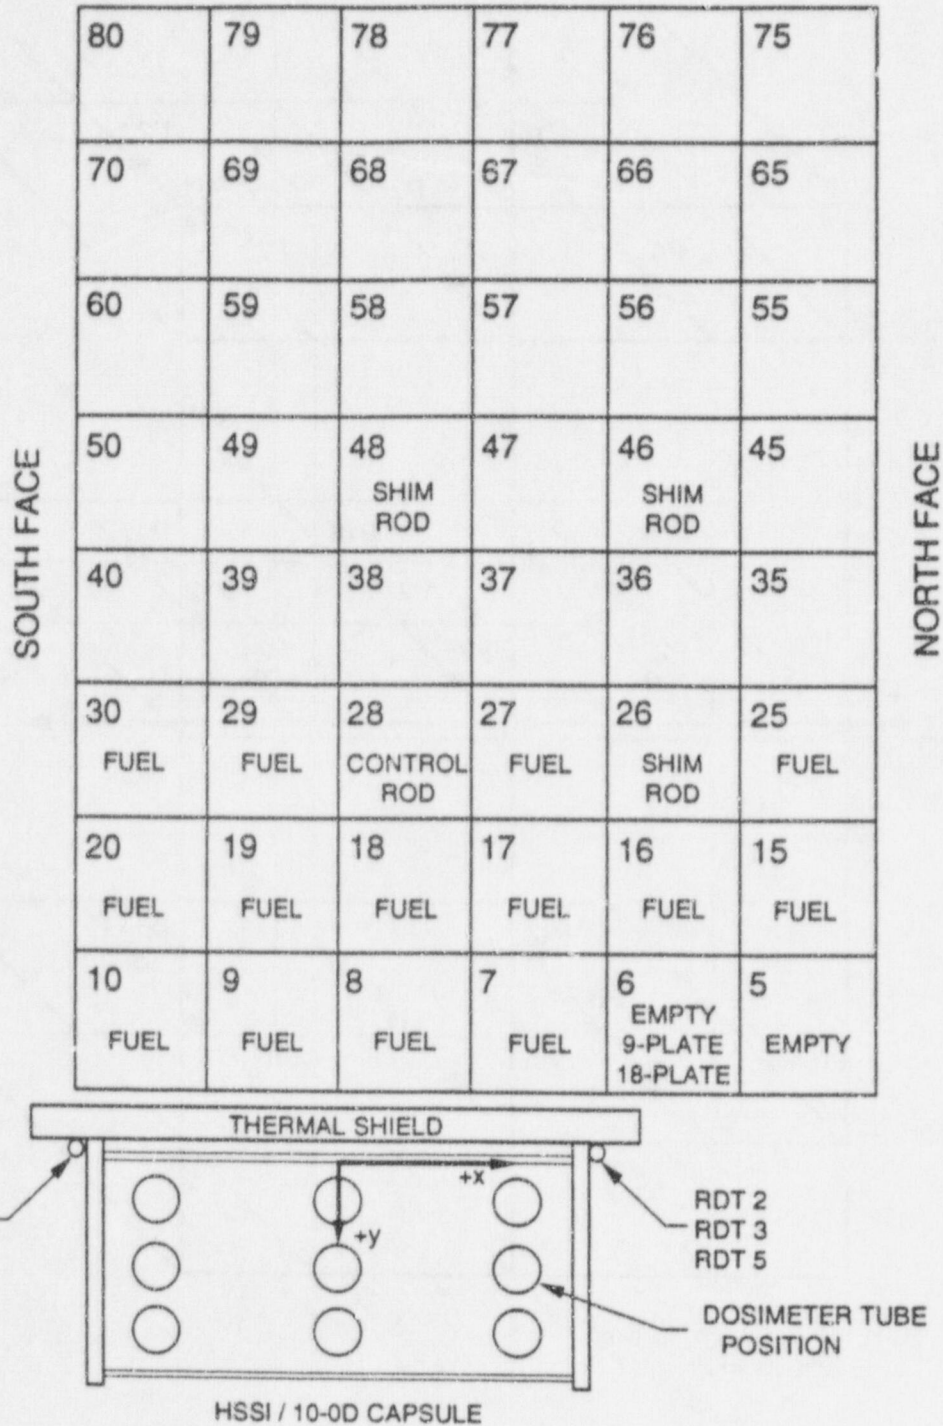 80 79 78 77 76 75
70 69 68 67 66 65
60 59 58 57 56 55
50 49 48 47 46 45
SHIM
ROD
SHIM
ROD
SOUTH FACE
NORTH FACE
40 39 38 37 36 35
30 29 28 27 26 25
FUEL FUEL CONTROL FUEL SHIM FUEL
ROD ROD
20 19 18 17 16 15
FUEL FUEL FUEL FUEL FUEL FUEL
10 9 8 7 6 5
EMPTY
FUEL FUEL FUEL FUEL 9-PLATE EMPTY
18-PLATE
THERMAL SHIELD
+x
+y
RDT 2
RDT 3
RDT 5
DOSIMETER TUBE
POSITION
HSSI / 10-0D CAPSULE